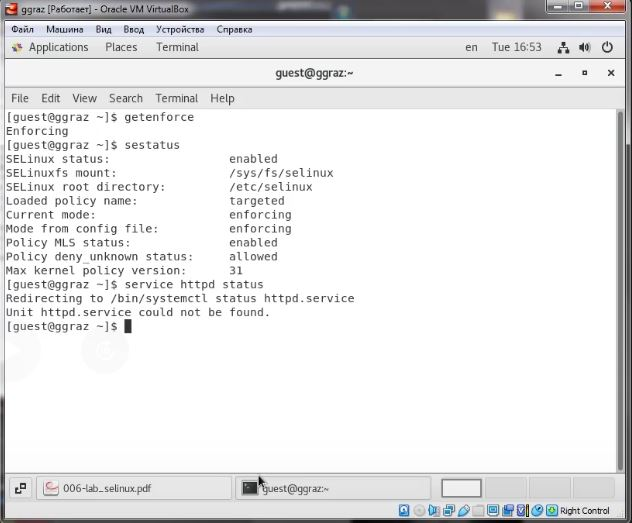 ggraz [Работает] - Oracle VM VirtualBox
Файл Машина Вид Ввод Устройства Справка
Applications Places Terminal en Tue 16:53
guest@ggraz:~
File Edit View Search Terminal Help
[guest@ggraz ~]$ getenforce
Enforcing
[guest@ggraz ~]$ sestatus
SELinux status: enabled
SELinuxfs mount: /sys/fs/selinux
SELinux root directory: /etc/selinux
Loaded policy name: targeted
Current mode: enforcing
Mode from config file: enforcing
Policy MLS status: enabled
Policy deny_unknown status: allowed
Max kernel policy version: 31
[guest@ggraz ~]$ service httpd status
Redirecting to /bin/systemctl status httpd.service
Unit httpd.service could not be found.
[guest@ggraz ~]$
006-lab_selinux.pdf guest@ggraz:~
Right Control